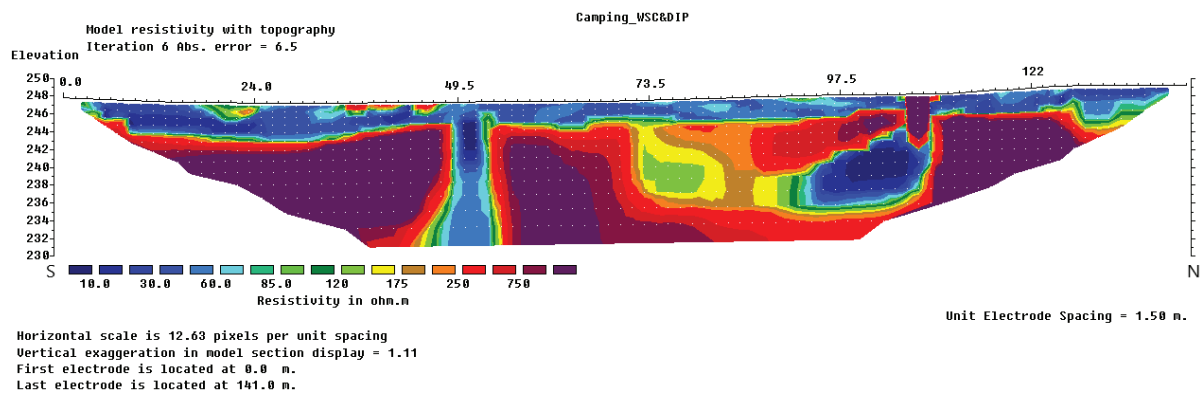 Camping_WSC&DIP
Model resistivity with topography
Iteration 6 Abs. error = 6.5
Elevation
250
248
246
244
240
238
236
234
232
230
0.0
24.0
49.5
73.5
97.5
122
S
N
10.0 30.0 60.0 85.0 120 175 250 750
Resistivity in ohm.m
Unit Electrode Spacing = 1.50 m.
Horizontal scale is 12.63 pixels per unit spacing
Vertical exaggeration in model section display = 1.11
First electrode is located at 0.0 m.
Last electrode is located at 141.0 m.